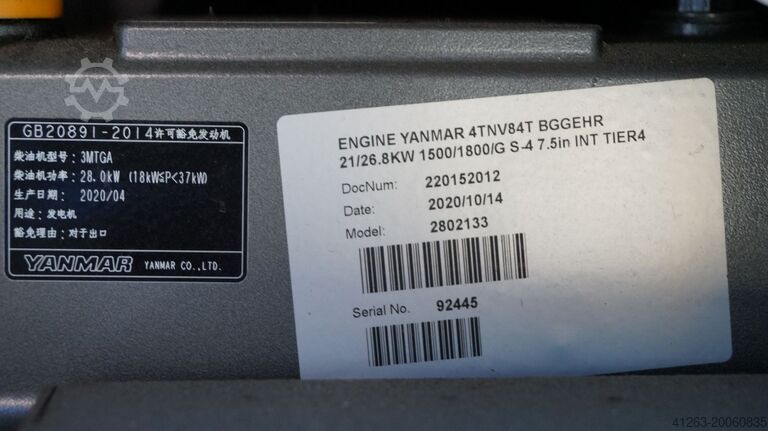 GB20891-2014许可豁免发动机
柴油机型号: 3MTGA
柴油机功率: 28.0kW (18kW≤P<37kW)
生产日期: 2020/04
用途: 发电机
豁免理由: 对于出口
YANMAR YANMAR CO.,LTD.
ENGINE YANMAR 4TNV84T BGGEHR
21/26.8KW 1500/1800/G S-4 7.5in INT TIER4
DocNum: 220152012
Date: 2020/10/14
Model: 2802133
Serial No. 92445
41263-20060835